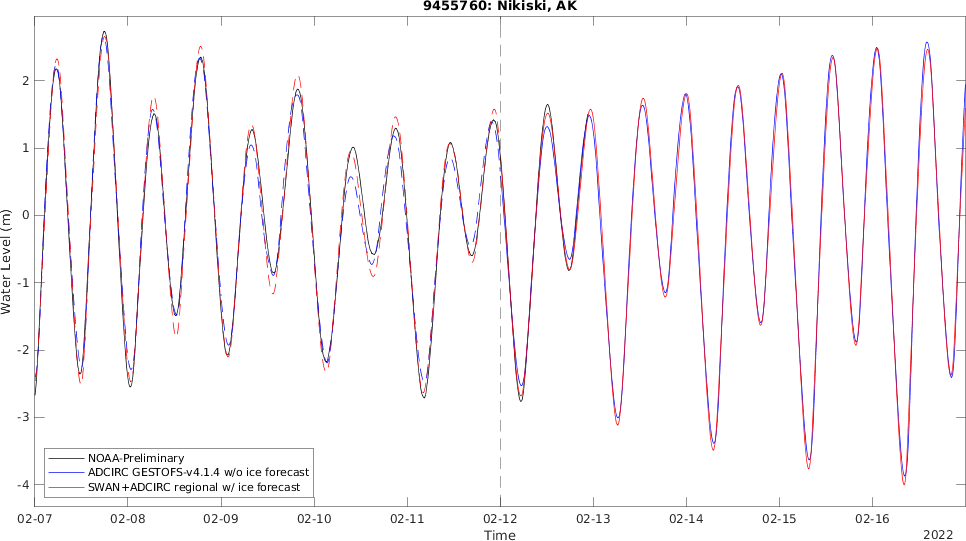 9455760: Nikiski, AK
Water Level (m)
2
1
0
-1
-2
-3
-4
NOAA-Preliminary
ADCIRC GESTOFS-v4.1.4 w/o ice forecast
SWAN+ADCIRC regional w/ ice forecast
02-07 02-08 02-09 02-10 02-11 02-12 02-13 02-14 02-15 02-16
Time
2022